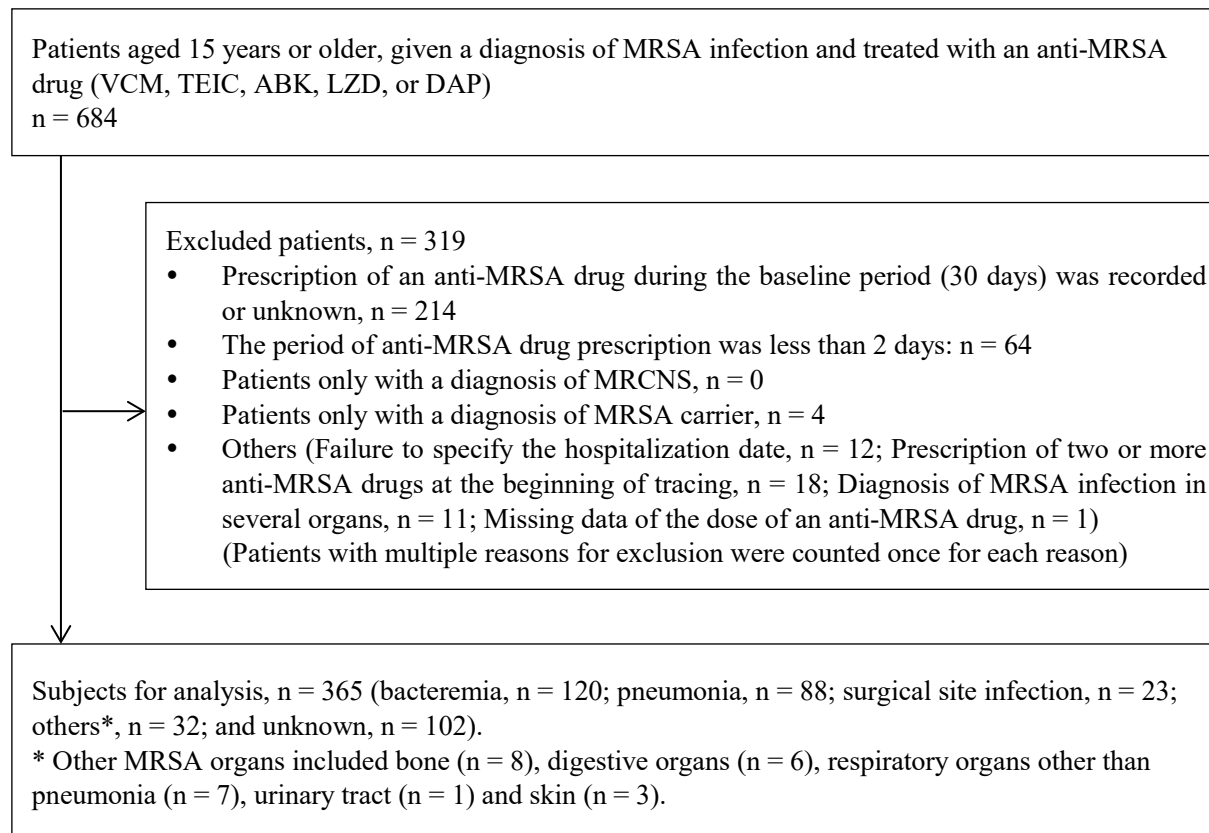 Patients aged 15 years or older, given a diagnosis of MRSA infection and treated with an anti-MRSA
drug (VCM, TEIC, ABK, LZD, or DAP)
n = 684
Excluded patients, n = 319
• Prescription of an anti-MRSA drug during the baseline period (30 days) was recorded
or unknown, n = 214
• The period of anti-MRSA drug prescription was less than 2 days: n = 64
• Patients only with a diagnosis of MRCNS, n = 0
• Patients only with a diagnosis of MRSA carrier, n = 4
• Others (Failure to specify the hospitalization date, n = 12; Prescription of two or more
anti-MRSA drugs at the beginning of tracing, n = 18; Diagnosis of MRSA infection in
several organs, n = 11; Missing data of the dose of an anti-MRSA drug, n = 1)
(Patients with multiple reasons for exclusion were counted once for each reason)
Subjects for analysis, n = 365 (bacteremia, n = 120; pneumonia, n = 88; surgical site infection, n = 23;
others*, n = 32; and unknown, n = 102).
* Other MRSA organs included bone (n = 8), digestive organs (n = 6), respiratory organs other than
pneumonia (n = 7), urinary tract (n = 1) and skin (n = 3).